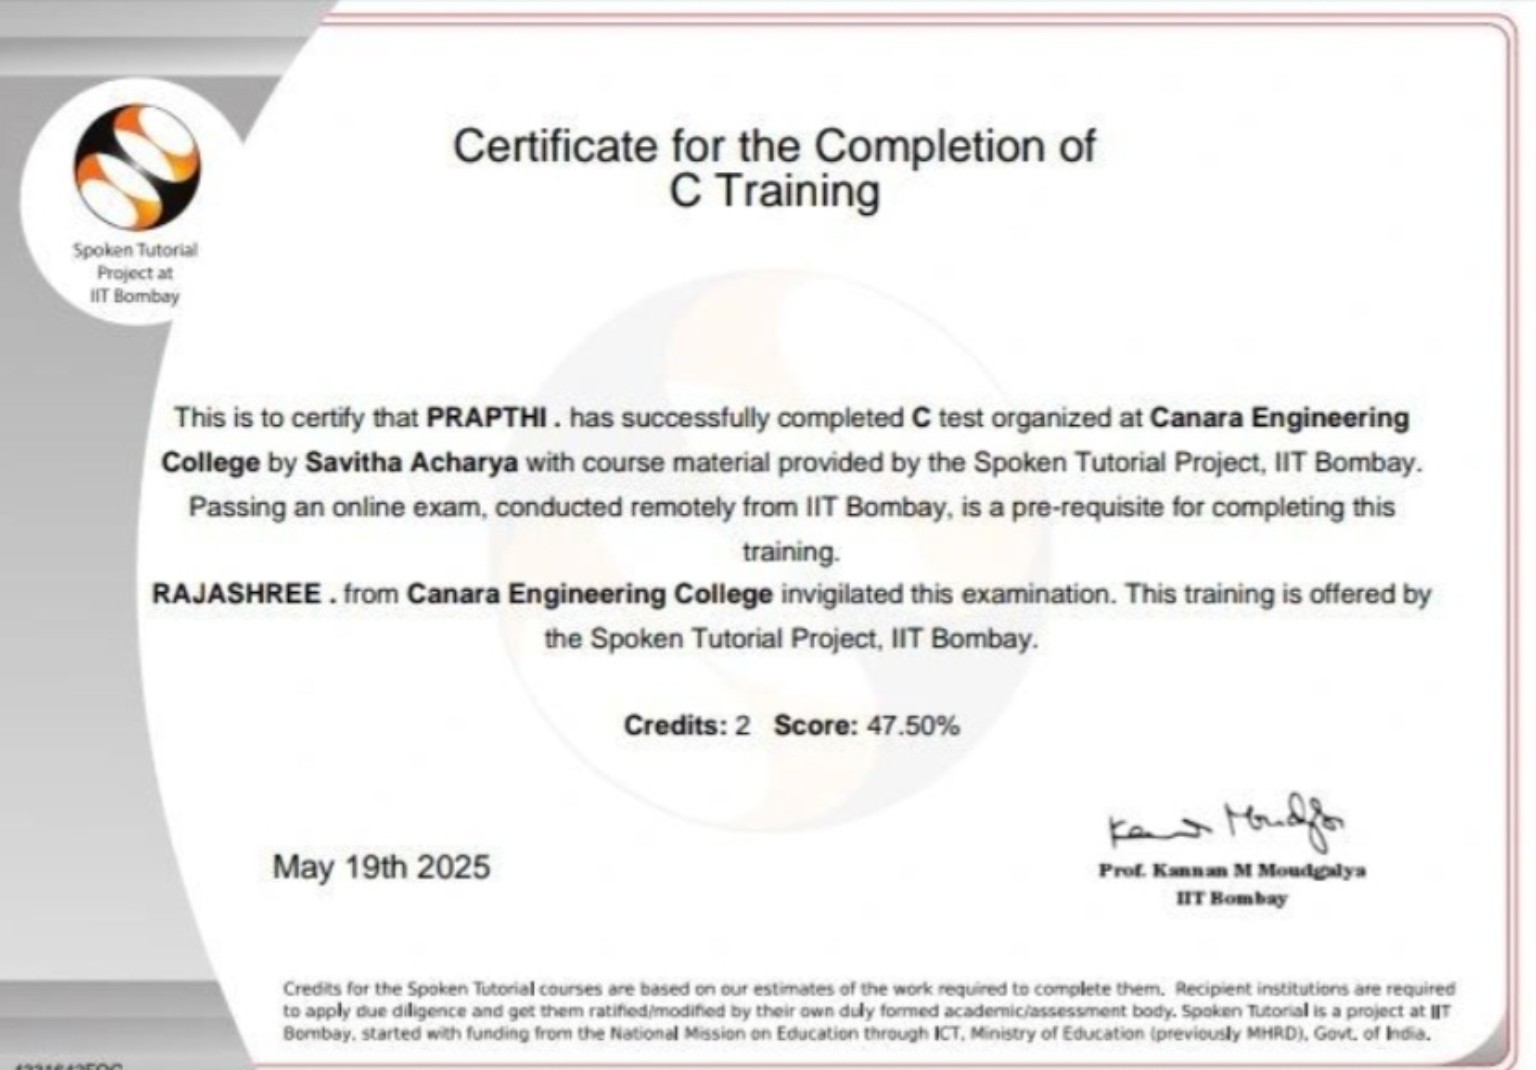 Spoken Tutorial
Project at
IIT Bombay
Certificate for the Completion of
C Training
This is to certify that PRAPTHI . has successfully completed C test organized at Canara Engineering
College by Savitha Acharya with course material provided by the Spoken Tutorial Project, IIT Bombay.
Passing an online exam, conducted remotely from IIT Bombay, is a pre-requisite for completing this
training.
RAJASHREE . from Canara Engineering College invigilated this examination. This training is offered by
the Spoken Tutorial Project, IIT Bombay.
Credits: 2 Score: 47.50%
May 19th 2025
Prof. Kannan M Moudgalya
IIT Bombay
Credits for the Spoken Tutorial courses are based on our estimates of the work required to complete them. Recipient institutions are required
to apply due diligence and get them ratified/modified by their own duly formed academic/assessment body. Spoken Tutorial is a project at IIT
Bombay, started with funding from the National Mission on Education through ICT, Ministry of Education (previously MHRD), Govt. of India.